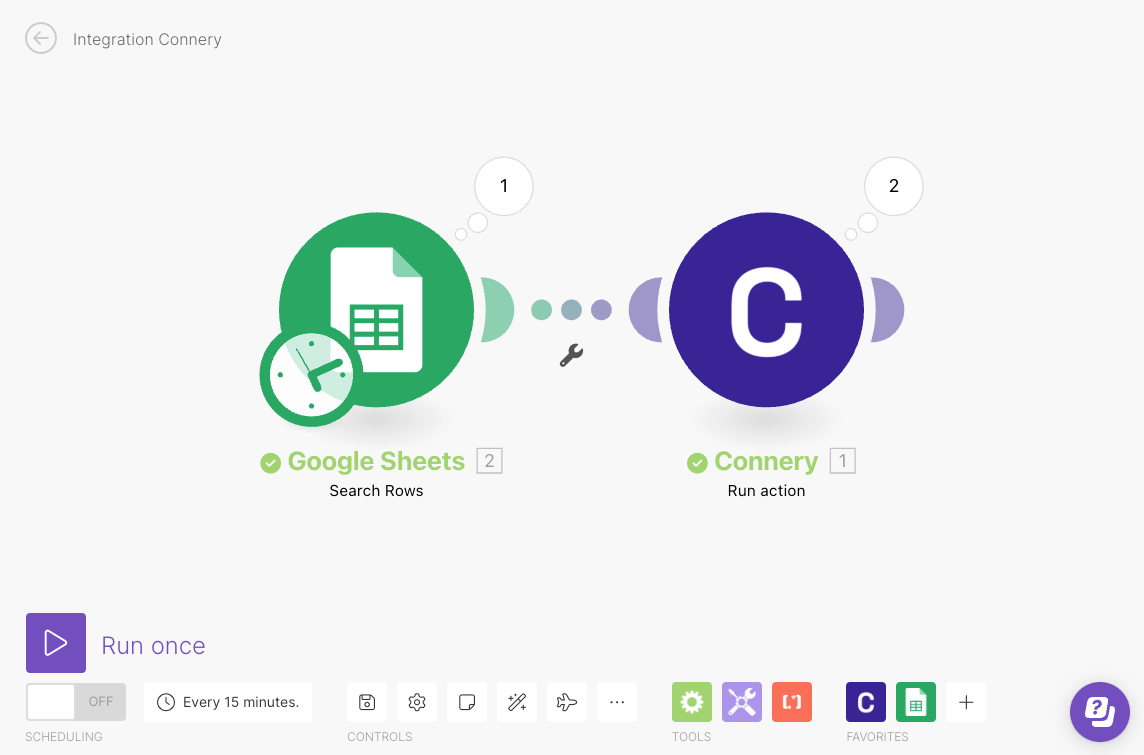 Integration Connery
1
2
C
Google Sheets 2
Connery 1
Search Rows
Run action
Run once
OFF
Every 15 minutes.
...
[.*]
C
+
?
SCHEDULING
CONTROLS
TOOLS
FAVORITES